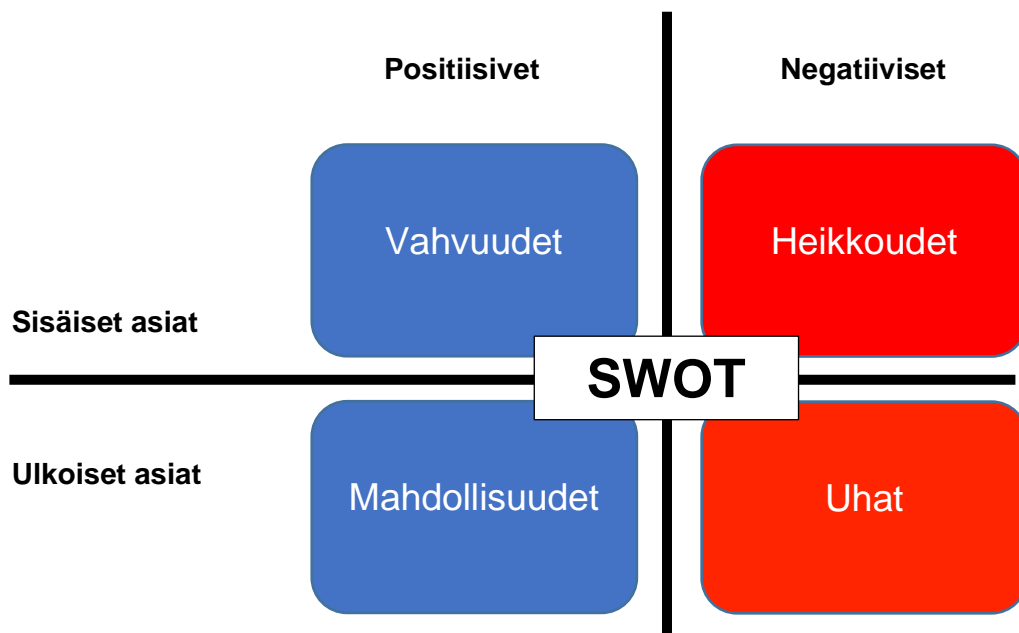 Positiisivet
Negatiiviset
Vahvuudet
Heikkoudet
Sisäiset asiat
SWOT
Ulkoiset asiat
Mahdollisuudet
Uhat